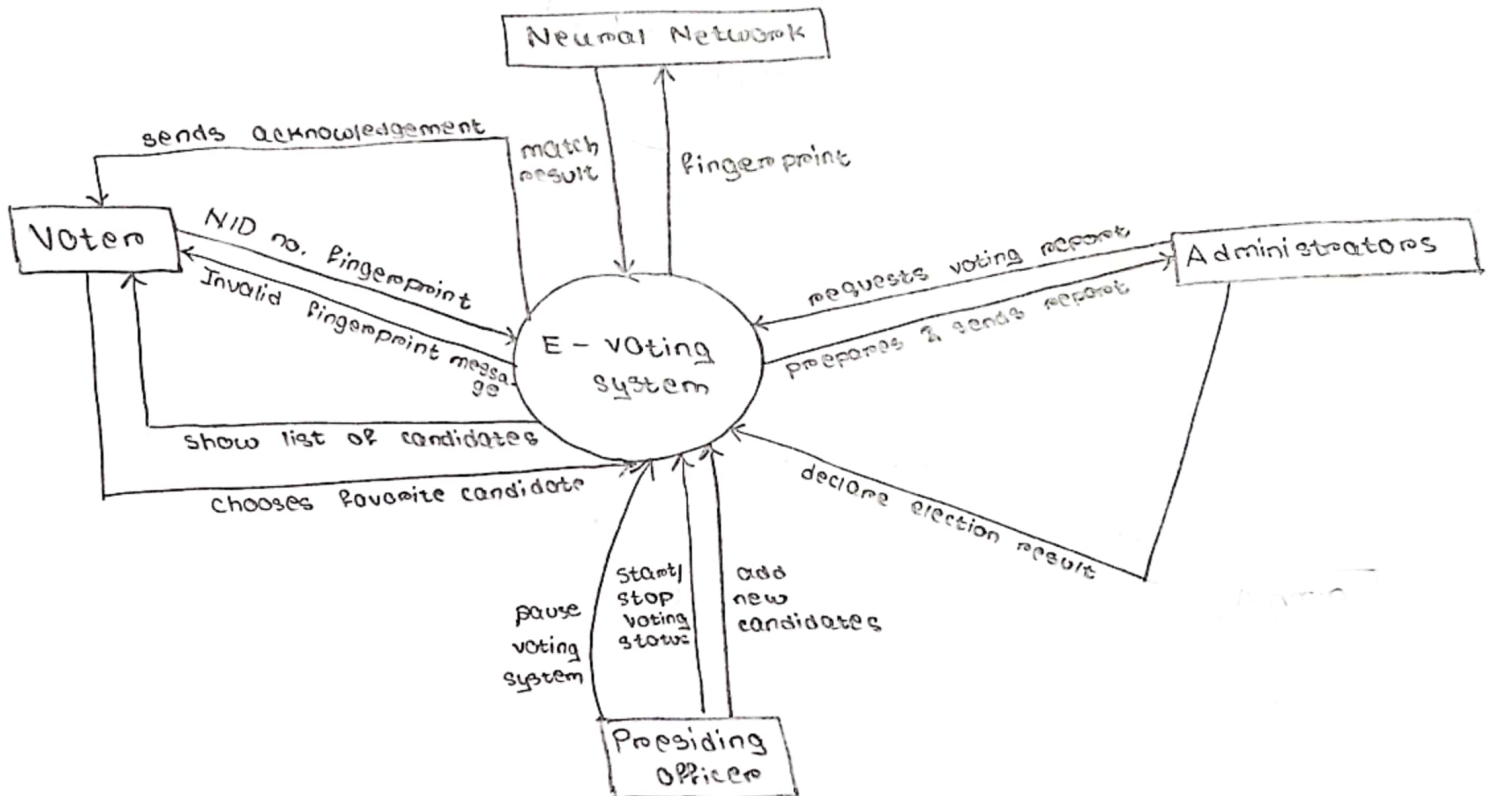 Neural Network
sends acknowledgement
match
result
fingerprint
Voter
NID no. fingerprint
Invalid fingerprint messa
ge
requests voting report
Administrators
prepares & sends report
E - voting
system
show list of candidates
chooses favorite candidate
declare election result
pause
voting
system
start/
stop
voting
status
add
new
candidates
Presiding
officer